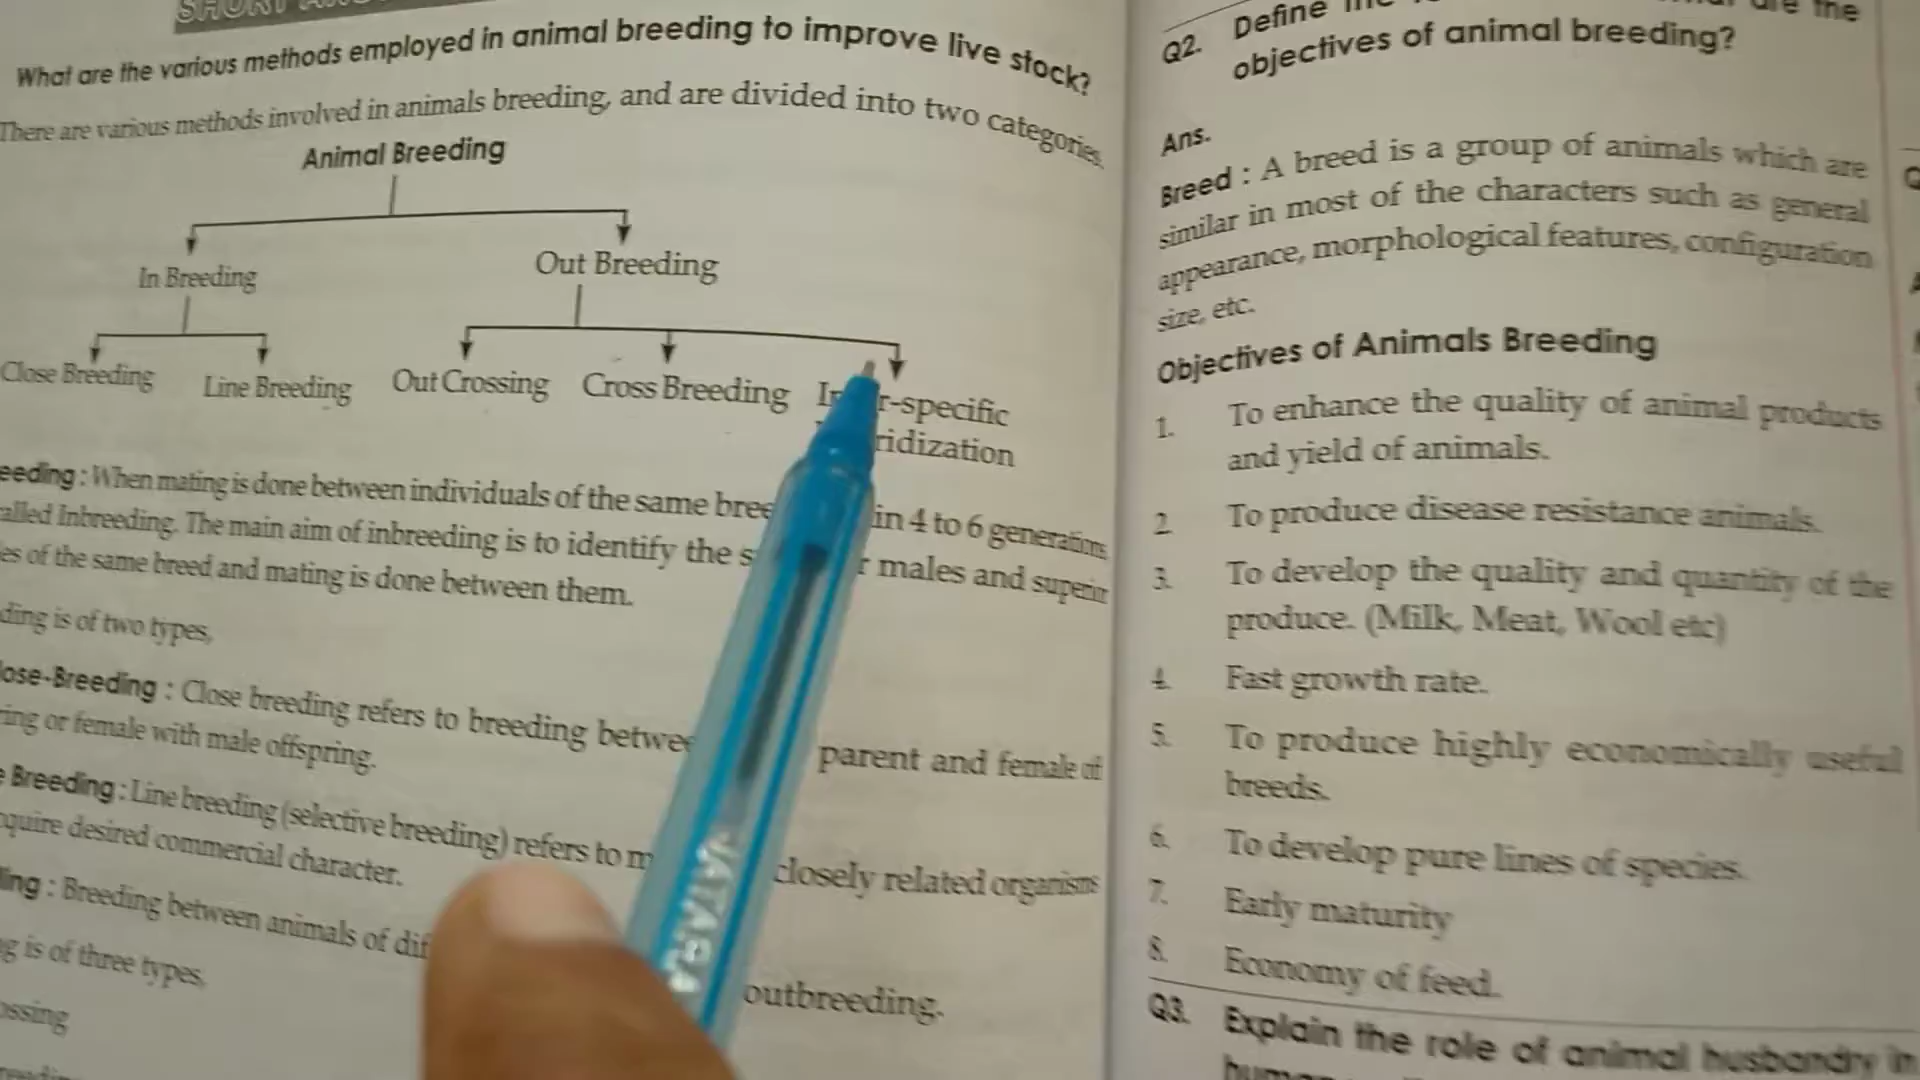 What are the various methods employed in animal breeding to improve live stock?
There are various methods involved in animals breeding, and are divided into two categories.
Animal Breeding
In Breeding
Out Breeding
Close Breeding
Line Breeding
Out Crossing
Cross Breeding
r-specific
ridization
eeding : When mating is done between individuals of the same bree in 4 to 6 generations
alled Inbreeding. The main aim of inbreeding is to identify the s r males and superior
es of the same breed and mating is done between them.
ding is of two types,
lose-Breeding : Close breeding refers to breeding betwee parent and female of
ring or female with male offspring.
e Breeding : Line breeding (selective breeding) refers to m closely related organisms
cquire desired commercial character.
ling : Breeding between animals of dif outbreeding.
g is of three types,
ossing
Q2. Define the
objectives of animal breeding?
Ans.
Breed : A breed is a group of animals which are
similar in most of the characters such as general
appearance, morphological features, configuration
size, etc.
Objectives of Animals Breeding
1. To enhance the quality of animal products
and yield of animals.
2. To produce disease resistance animals.
3. To develop the quality and quantity of the
produce. (Milk, Meat, Wool etc)
4. Fast growth rate.
5. To produce highly economically useful
breeds.
6. To develop pure lines of species.
7. Early maturity
8. Economy of feed.
Q3. Explain the role of animal husbandry in